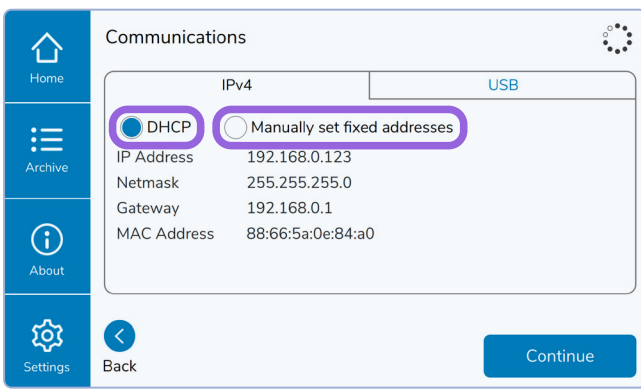 Communications
Home
IPv4
USB
DHCP
Manually set fixed addresses
IP Address 192.168.0.123
Archive
Netmask 255.255.255.0
Gateway 192.168.0.1
MAC Address 88:66:5a:0e:84:a0
About
Settings
Back
Continue